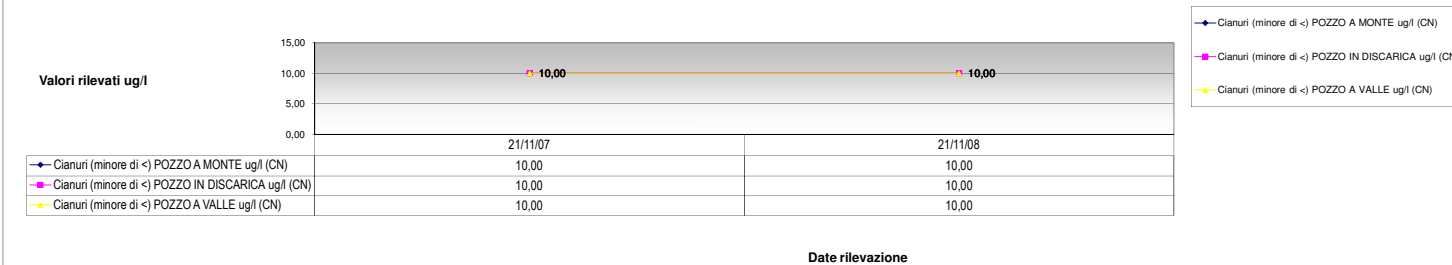 Cianuri (minore di <) POZZO A MONTE ug/l (CN)
Cianuri (minore di <) POZZO IN DISCARICA ug/l (CN
Cianuri (minore di <) POZZO A VALLE ug/l (CN)
Valori rilevati ug/l
15,00
10,00
5,00
0,00
10,00
10,00
21/11/07 21/11/08
Cianuri (minore di <) POZZO A MONTE ug/l (CN) 10,00 10,00
Cianuri (minore di <) POZZO IN DISCARICA ug/l (CN) 10,00 10,00
Cianuri (minore di <) POZZO A VALLE ug/l (CN) 10,00 10,00
Date rilevazione